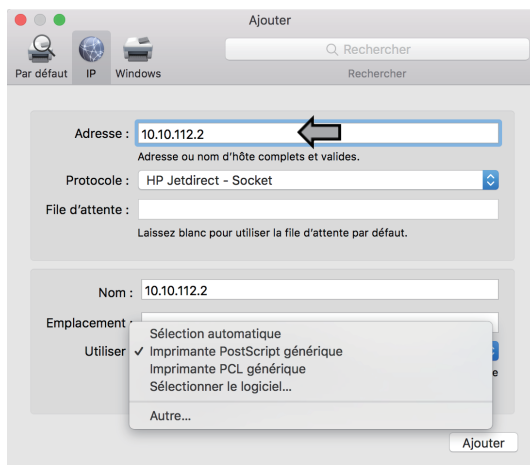 Ajouter
Rechercher
Par défaut IP Windows Rechercher
Adresse : 10.10.112.2
Adresse ou nom d'hôte complets et valides.
Protocole : HP Jetdirect - Socket
File d'attente :
Laissez blanc pour utiliser la file d'attente par défaut.
Nom : 10.10.112.2
Emplacement :
Sélection automatique
Utiliser ✓ Imprimante PostScript générique
Imprimante PCL générique
Sélectionner le logiciel...
Autre...
Ajouter